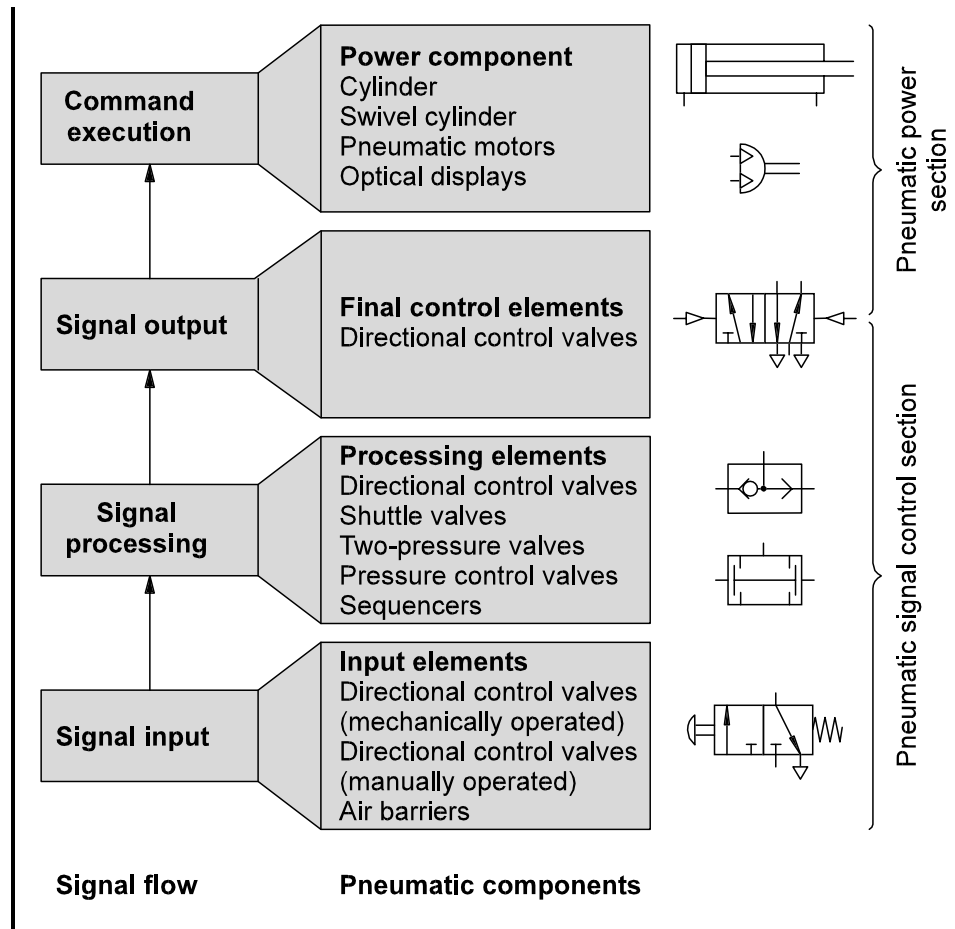 Command
execution
Power component
Cylinder
Swivel cylinder
Pneumatic motors
Optical displays
Pneumatic power
section
Signal output
Final control elements
Directional control valves
Signal
processing
Processing elements
Directional control valves
Shuttle valves
Two-pressure valves
Pressure control valves
Sequencers
Pneumatic signal control section
Signal input
Input elements
Directional control valves
(mechanically operated)
Directional control valves
(manually operated)
Air barriers
Signal flow
Pneumatic components